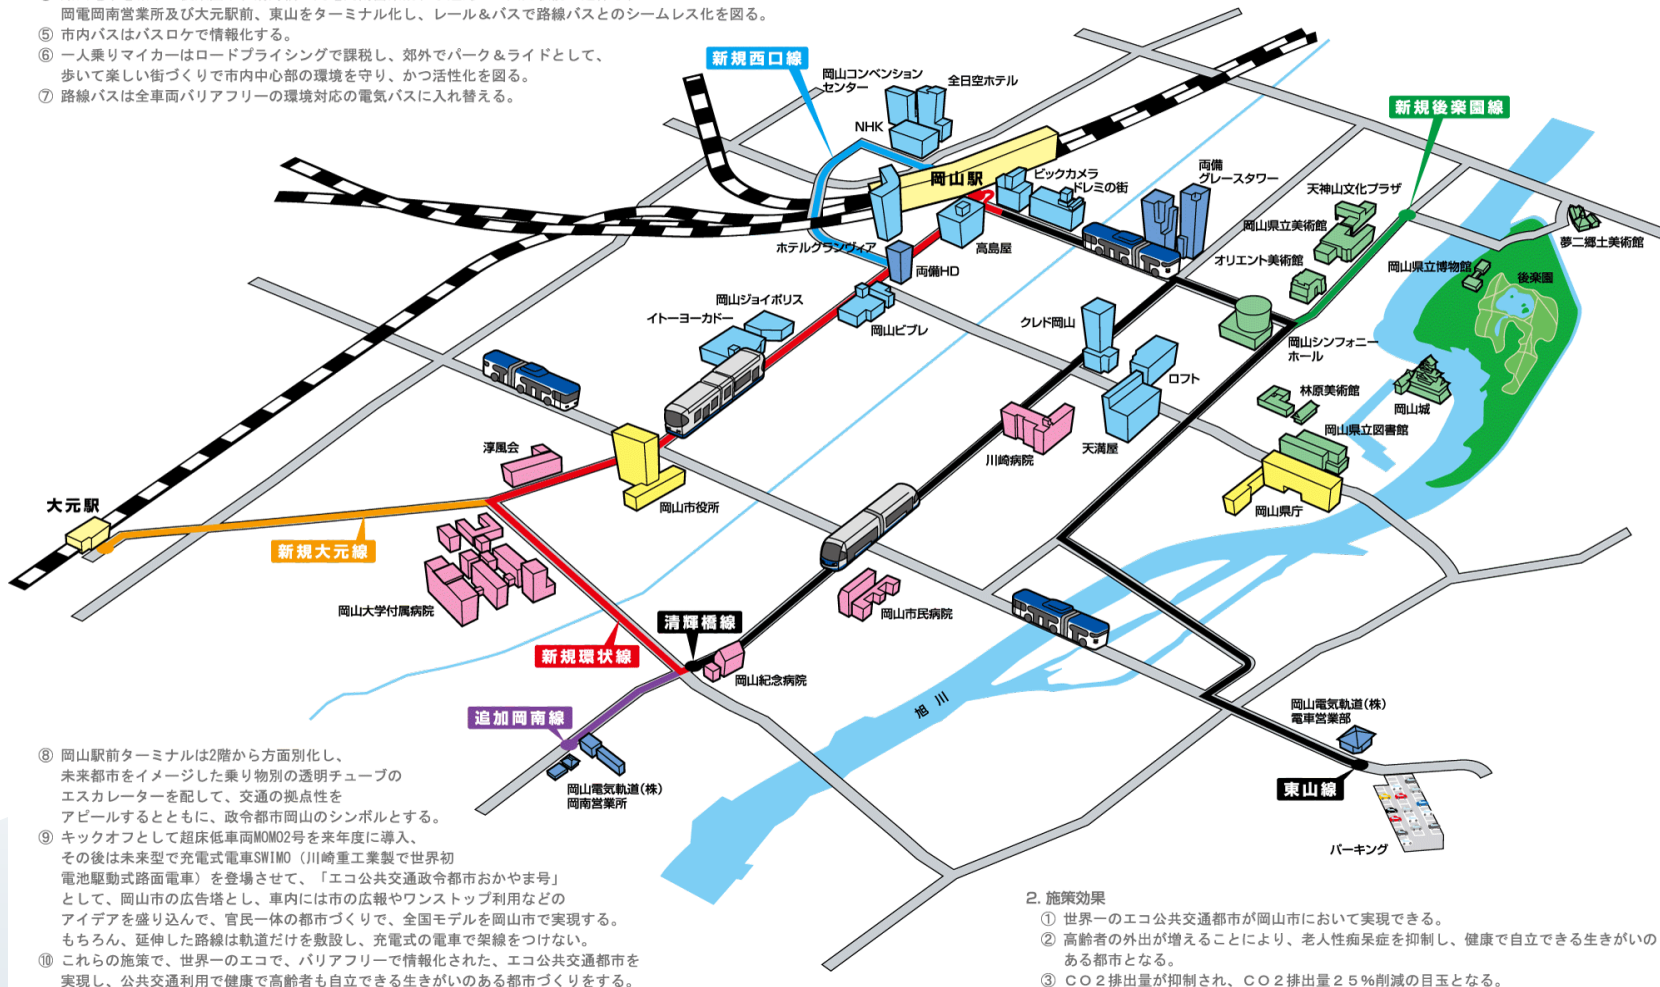 岡電岡南営業所及び大元駅前、東山をターミナル化し、レール＆バスで路線バスとのシームレス化を図る。
⑤ 市内バスはバスロケで情報化する。
⑥ 一人乗りマイカーはロードプライシングで課税し、郊外でパーク＆ライドとして、
歩いて楽しい街づくりで市内中心部の環境を守り、かつ活性化を図る。
⑦ 路線バスは全車両バリアフリーの環境対応の電気バスに入れ替える。
新規西口線
岡山コンベンション
センター
全日空ホテル
NHK
新規後楽園線
岡山駅
ビックカメラ
ドレミの街
両備
グレースタワー
天神山文化プラザ
岡山県立美術館
夢二郷土美術館
ホテルグランヴィア
高島屋
オリエント美術館
岡山県立博物館
後楽園
両備HD
岡山ジョイポリス
イトーヨーカドー
岡山ビブレ
クレド岡山
岡山シンフォニー
ホール
ロフト
林原美術館
岡山城
岡山県立図書館
淳風会
川崎病院
天満屋
大元駅
岡山市役所
岡山県庁
新規大元線
岡山大学付属病院
岡山市民病院
清輝橋線
新規環状線
岡山紀念病院
旭川
追加岡南線
岡山電気軌道(株)
電車営業部
岡山電気軌道(株)
岡南営業所
東山線
パーキング
⑧ 岡山駅前ターミナルは2階から方面別化し、
未来都市をイメージした乗り物別の透明チューブの
エスカレーターを配して、交通の拠点性を
アピールするとともに、政令都市岡山のシンボルとする。
⑨ キックオフとして超床低車両MOMO2号を来年度に導入、
その後は未来型で充電式電車SWIMO（川崎重工業製で世界初
電池駆動式路面電車）を登場させて、「エコ公共交通政令都市おかやま号」
として、岡山市の広告塔とし、車内には市の広報やワンストップ利用などの
アイデアを盛り込んで、官民一体の都市づくりで、全国モデルを岡山市で実現する。
もちろん、延伸した路線は軌道だけを敷設し、充電式の電車で架線をつけない。
⑩ これらの施策で、世界一のエコで、バリアフリーで情報化された、エコ公共交通都市を
実現し、公共交通利用で健康で高齢者も自立できる生きがいのある都市づくりをする。
2. 施策効果
① 世界一のエコ公共交通都市が岡山市において実現できる。
② 高齢者の外出が増えることにより、老人性痴呆症を抑制し、健康で自立できる生きがいの
ある都市となる。
③ ＣＯ２排出量が抑制され、ＣＯ２排出量２５％削減の目玉となる。